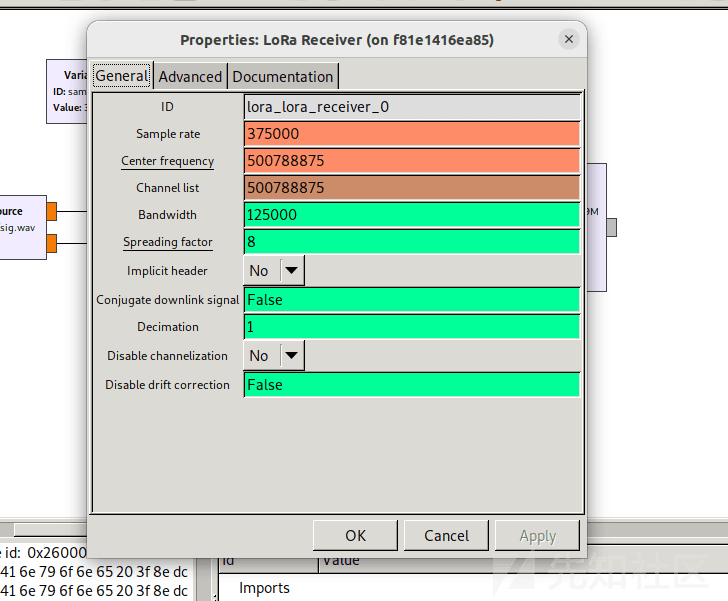 Properties: LoRa Receiver (on f81e1416ea85)
Varia
ID: sam
Value: 3
ource
sig.wav
OM
General
Advanced
Documentation
ID lora_lora_receiver_0
Sample rate 375000
Center frequency 500788875
Channel list 500788875
Bandwidth 125000
Spreading factor 8
Implicit header No
Conjugate downlink signal False
Decimation 1
Disable channelization No
Disable drift correction False
OK
Cancel
Apply
e id: 0x26000
41 6e 79 6f 6e 65 20 3f 8e dc
41 6e 79 6f 6e 65 20 3f 8e dc
Id
Value
Imports
先知社区